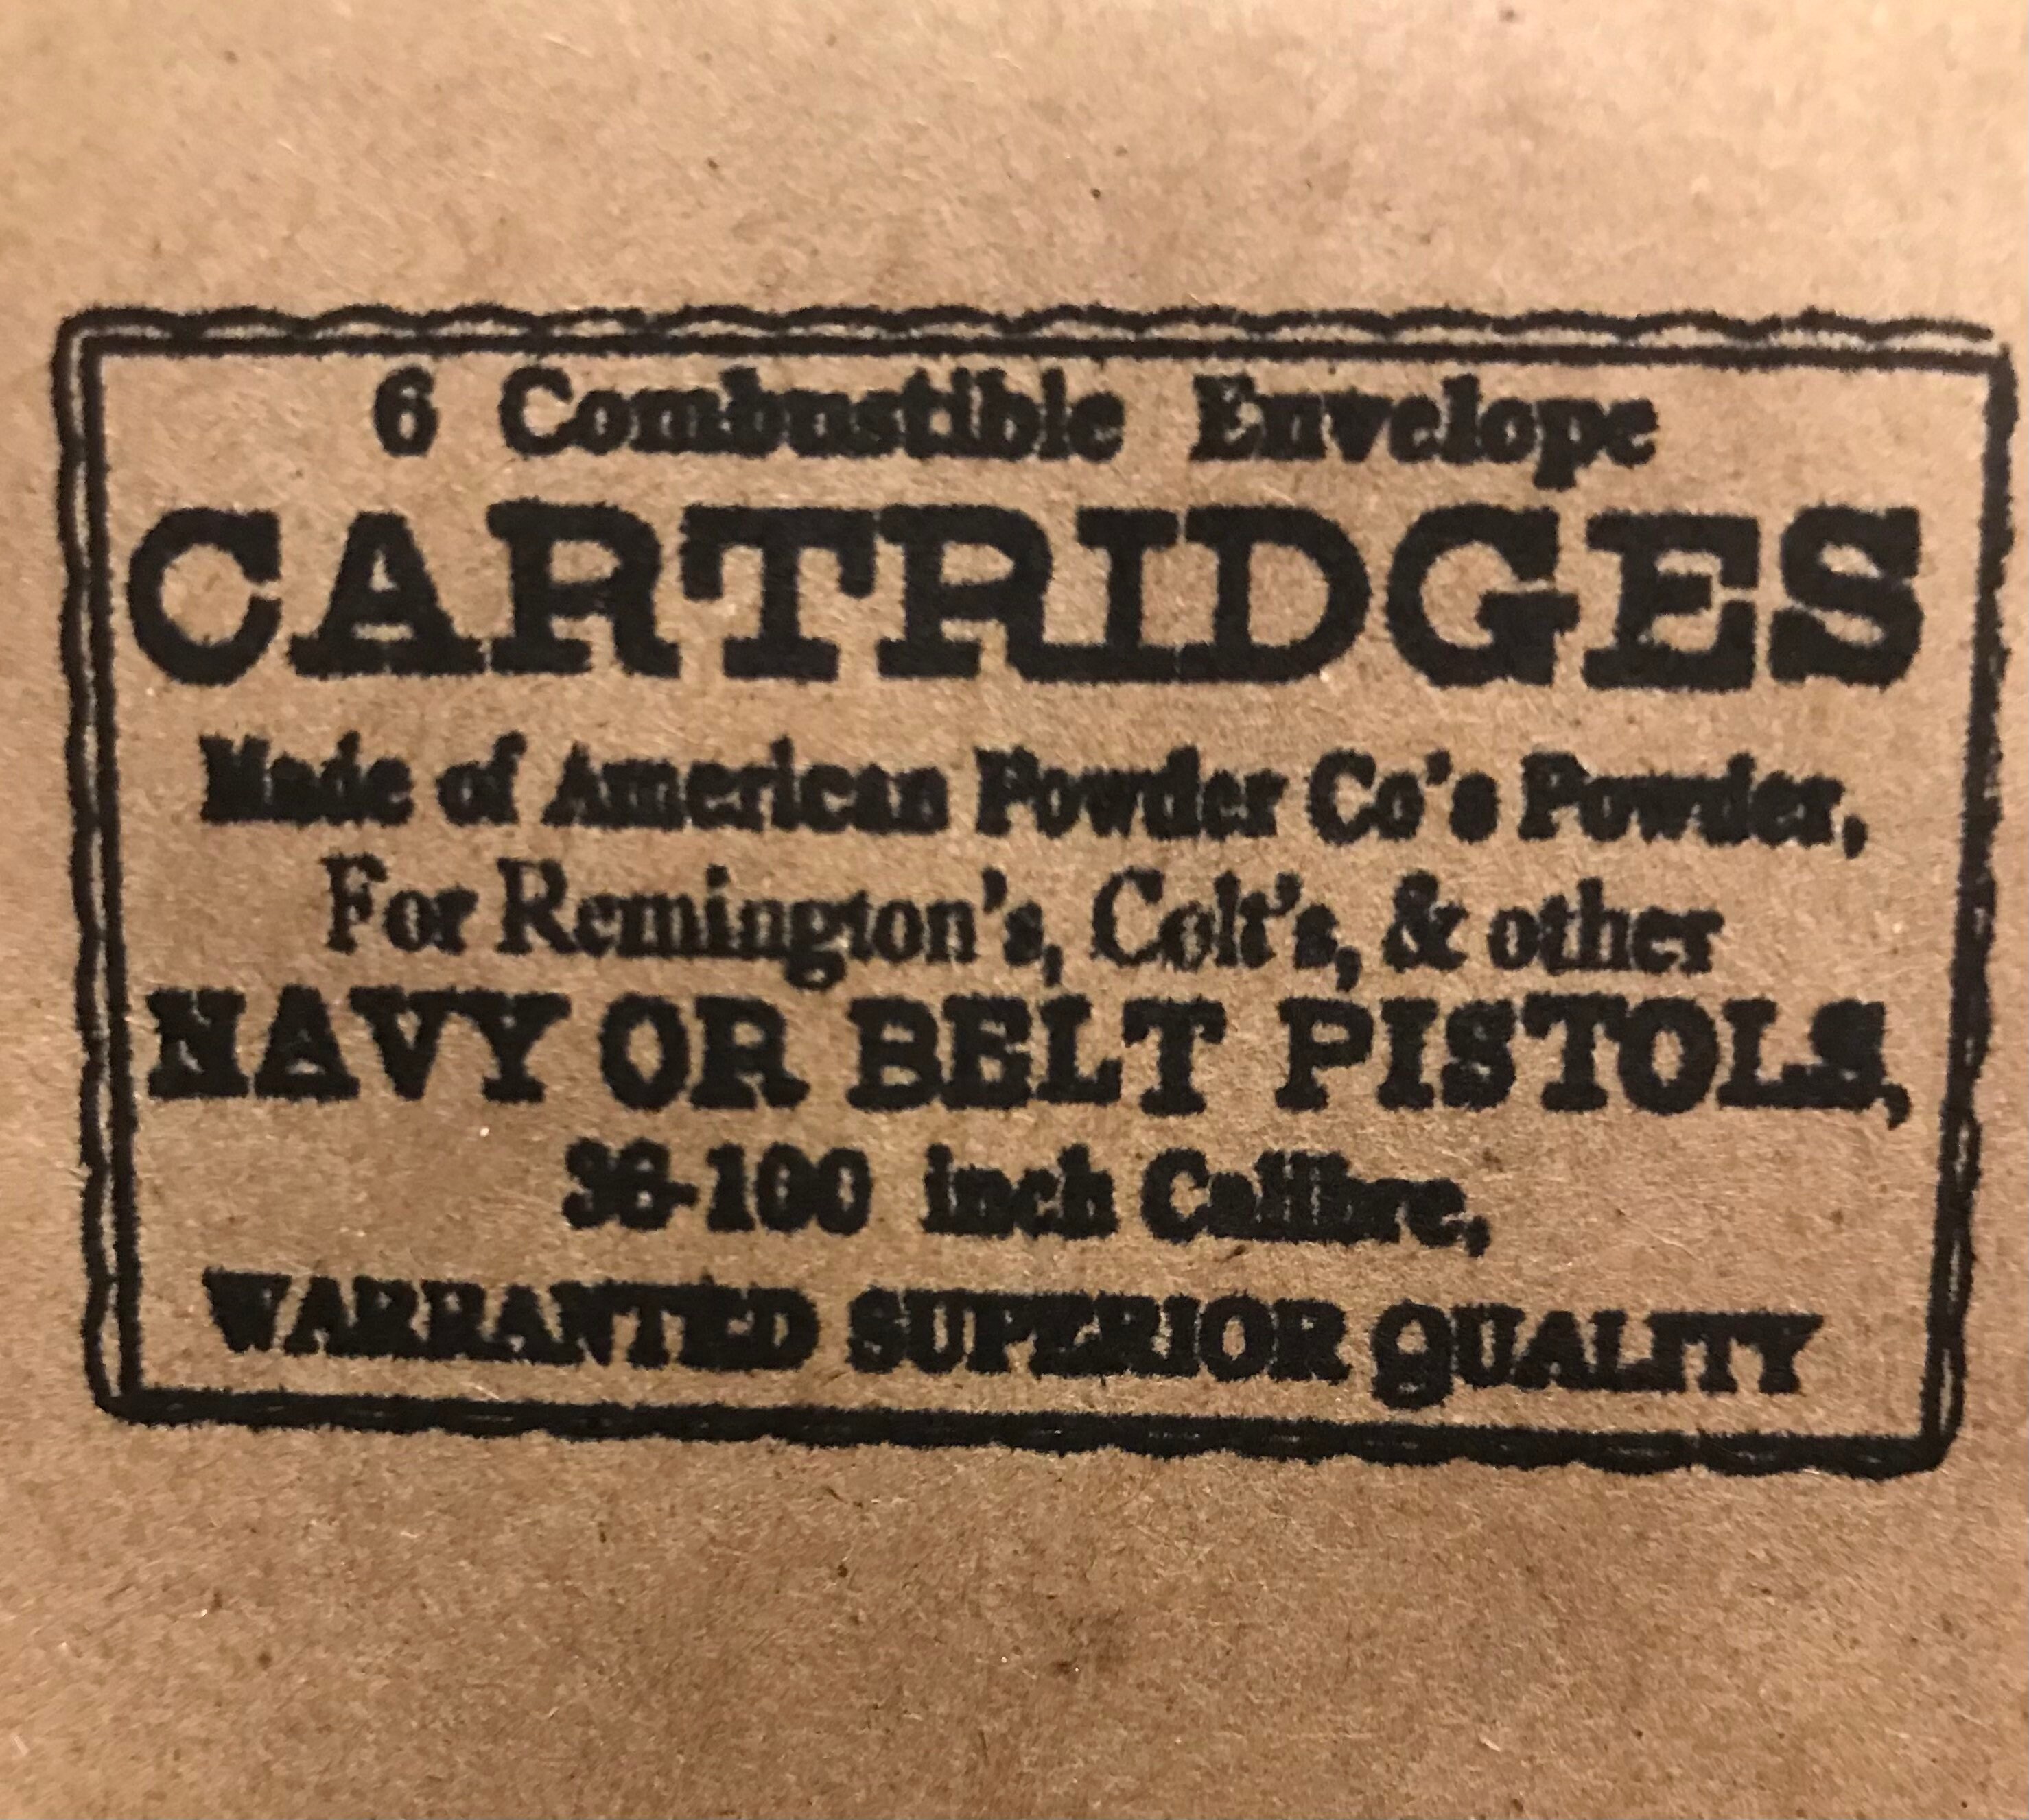 6 Combustible Envelope
CARTRIDGES
Made of American Powder Co's Powder,
For Remington's, Colt's, & other
NAVY OR BELT PISTOLS,
36-100 inch Calibre,
WARRANTED SUPERIOR QUALITY